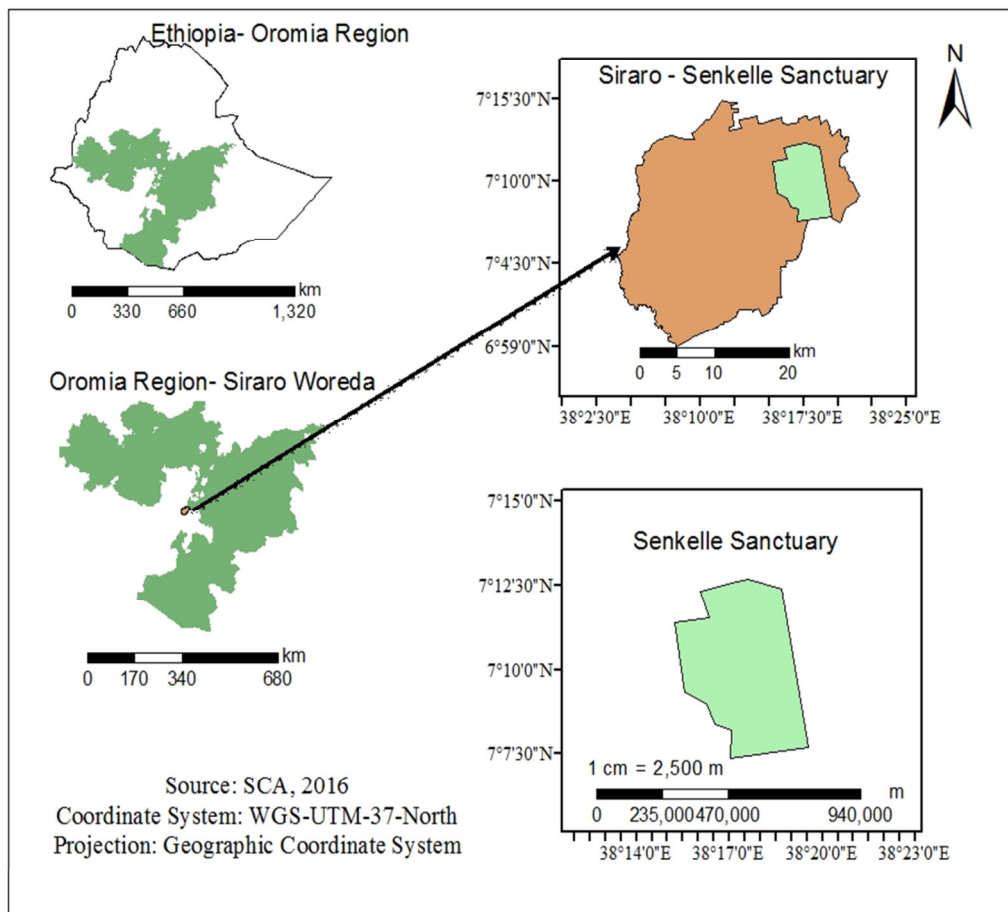 Ethiopia- Oromia Region
km
0 330 660 1,320
Oromia Region- Siraro Woreda
km
0 170 340 680
Source: SCA, 2016
Coordinate System: WGS-UTM-37-North
Projection: Geographic Coordinate System
N
Siraro - Senkelle Sanctuary
7°15'30"N
7°10'0"N
7°4'30"N
6°59'0"N
km
0 5 10 20
38°2'30"E 38°10'0"E 38°17'30"E 38°25'E
7°15'0"N
Senkelle Sanctuary
7°12'30"N
7°10'0"N
7°7'30"N
1 cm = 2,500 m
m
0 235,000 470,000 940,000
38°14'0"E 38°17'0"E 38°20'0"E 38°23'0"E